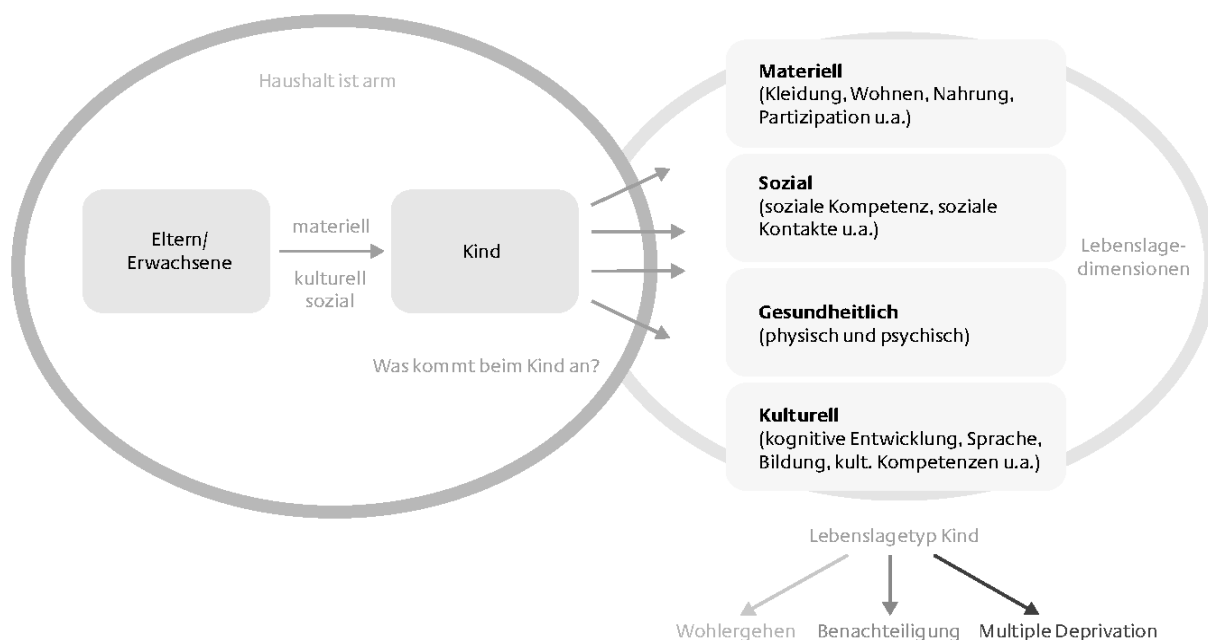 Haushalt ist arm
Eltern/
Erwachsene
materiell
kulturell
sozial
Kind
Was kommt beim Kind an?
Materiell
(Kleidung, Wohnen, Nahrung,
Partizipation u.a.)
Sozial
(soziale Kompetenz, soziale
Kontakte u.a.)
Gesundheitlich
(physisch und psychisch)
Kulturell
(kognitive Entwicklung, Sprache,
Bildung, kult. Kompetenzen u.a.)
Lebenslage-
dimensionen
Lebenslagetyp Kind
Wohlergehen
Benachteiligung
Multiple Deprivation